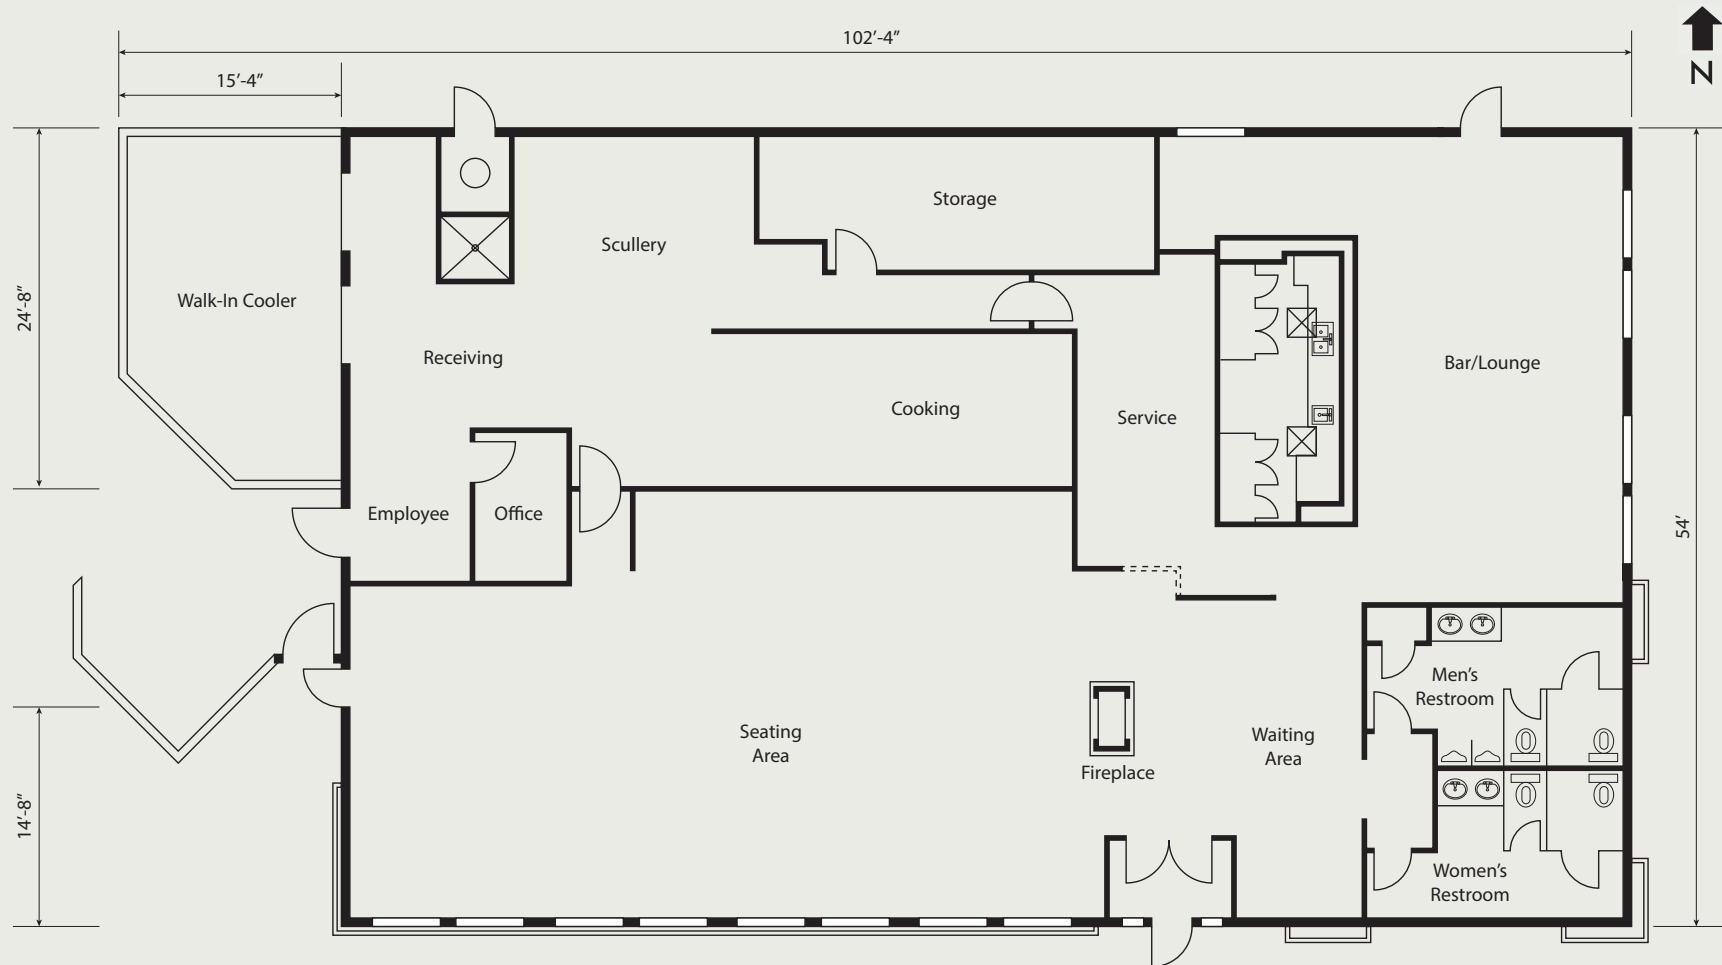 102’-4”
15’-4”
N
Storage
Scullery
Walk-In Cooler
24’-8”
Receiving
Bar/Lounge
Cooking
Service
Employee
Office
54’
Men’s
Restroom
Seating
Area
Waiting
Area
Fireplace
14’-8”
Women’s
Restroom